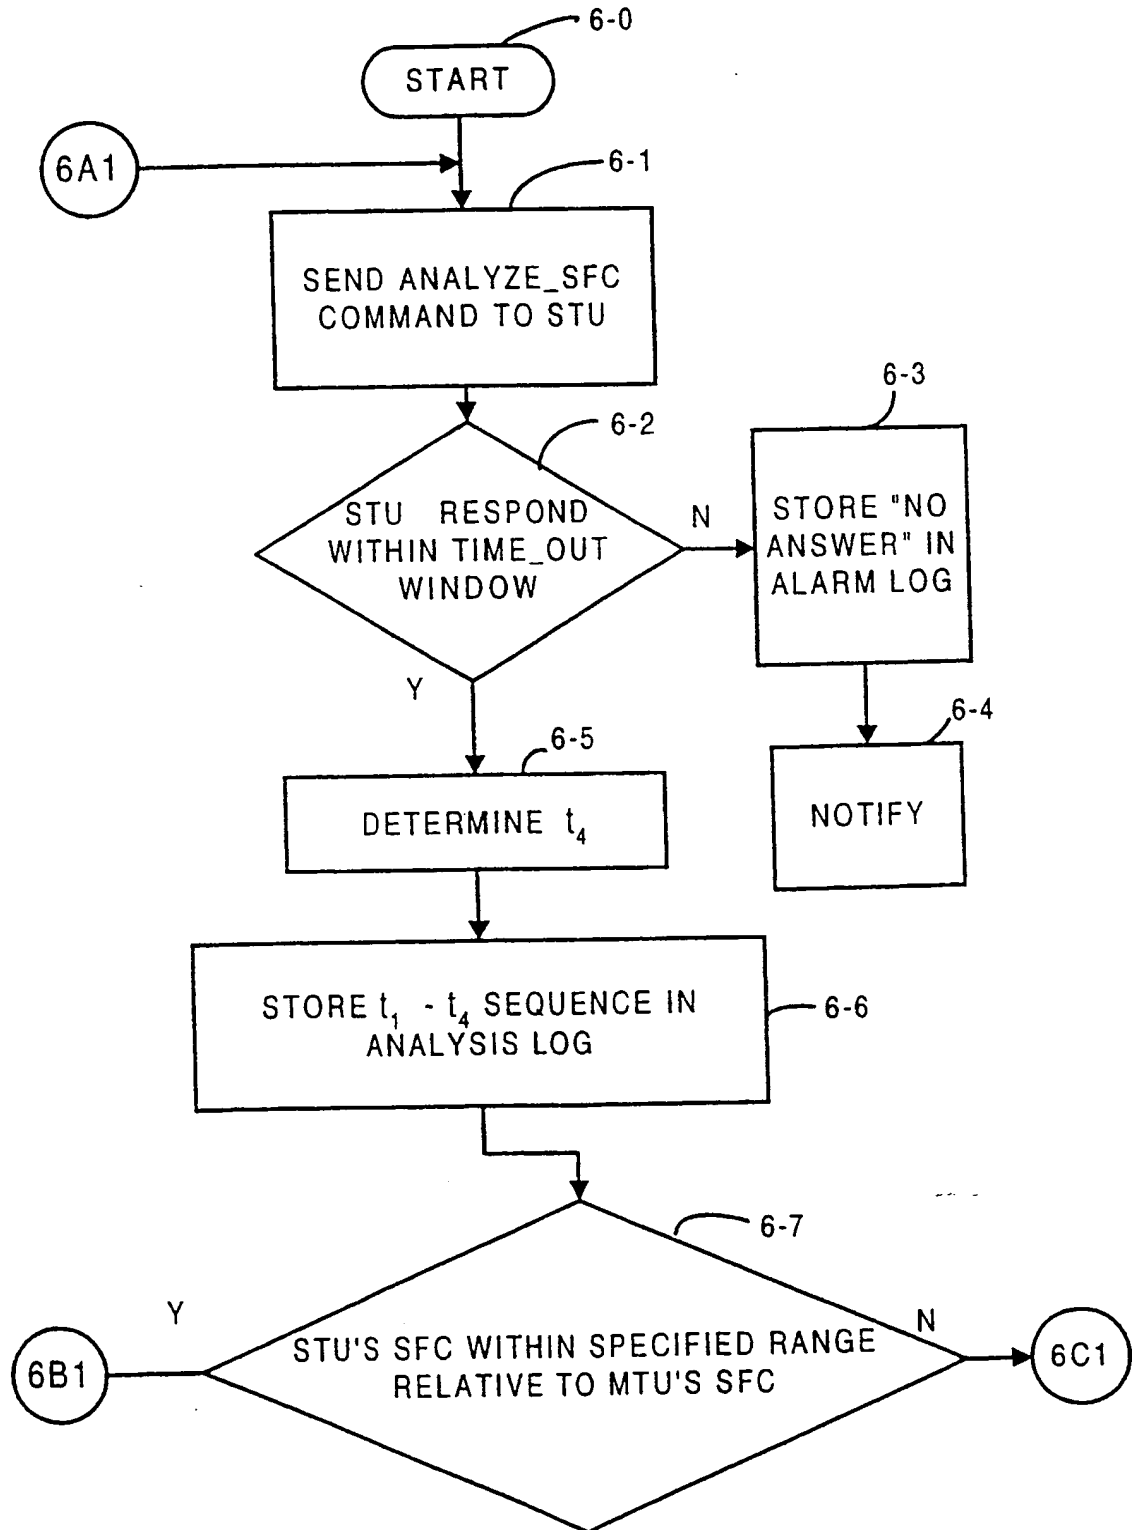 6-0
START
6A1
6-1
SEND ANALYZE_SFC
COMMAND TO STU
6-2
STU RESPOND
WITHIN TIME_OUT
WINDOW
N
Y
6-3
STORE "NO
ANSWER" IN
ALARM LOG
6-4
NOTIFY
6-5
DETERMINE t4
STORE t1 - t4 SEQUENCE IN
ANALYSIS LOG
6-6
6-7
Y
N
STU'S SFC WITHIN SPECIFIED RANGE
RELATIVE TO MTU'S SFC
6B1
6C1